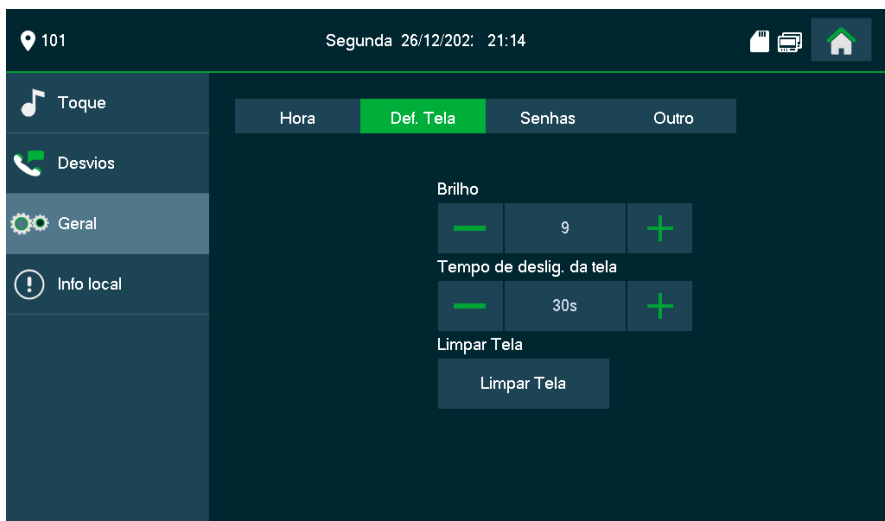 101
Segunda 26/12/202: 21:14
Toque
Desvios
Geral
Info local
Hora
Def. Tela
Senhas
Outro
Brilho
9
Tempo de deslig. da tela
30s
Limpar Tela
Limpar Tela